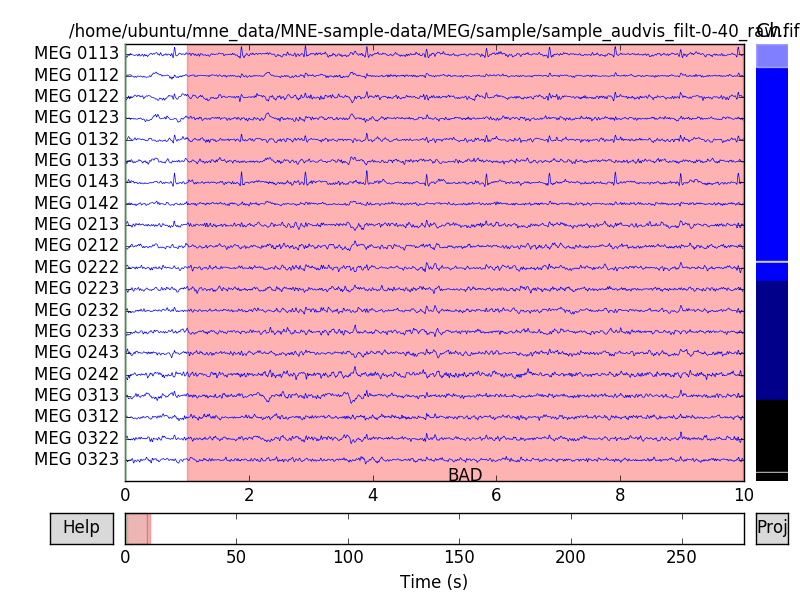 /home/ubuntu/mne_data/MNE-sample-data/MEG/sample/sample_audvis_filt-0-40_raw.fif
Ch.
MEG 0113
MEG 0112
MEG 0122
MEG 0123
MEG 0132
MEG 0133
MEG 0143
MEG 0142
MEG 0213
MEG 0212
MEG 0222
MEG 0223
MEG 0232
MEG 0233
MEG 0243
MEG 0242
MEG 0313
MEG 0312
MEG 0322
MEG 0323
BAD
0 2 4 6 8 10
Help
Proj
0 50 100 150 200 250
Time (s)